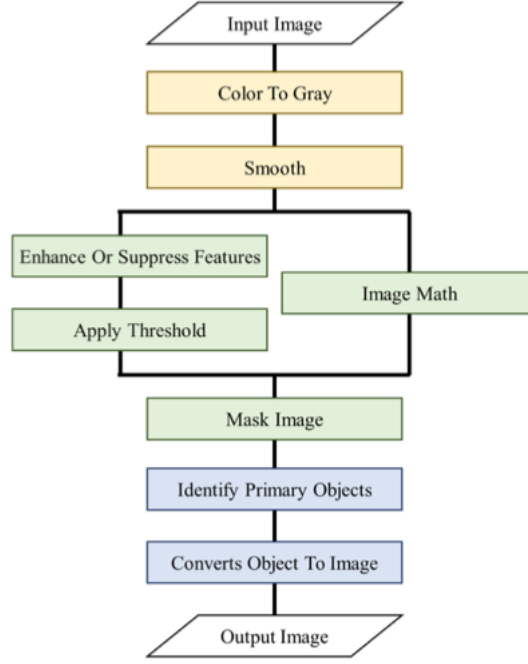 Input Image
Color To Gray
Smooth
Enhance Or Suppress Features
Image Math
Apply Threshold
Mask Image
Identify Primary Objects
Converts Object To Image
Output Image